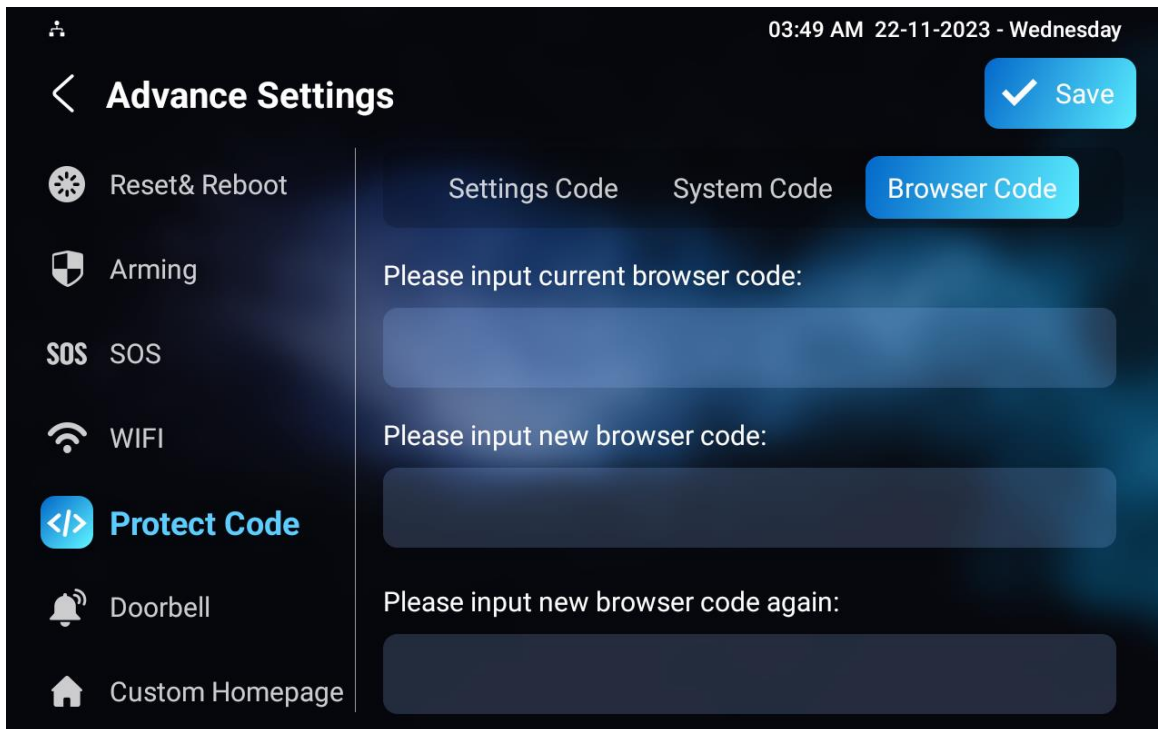 03:49 AM 22-11-2023 - Wednesday
Advance Settings
Save
Reset& Reboot
Arming
SOS SOS
WIFI
</> Protect Code
Doorbell
Custom Homepage
Settings Code System Code Browser Code
Please input current browser code:
Please input new browser code:
Please input new browser code again: